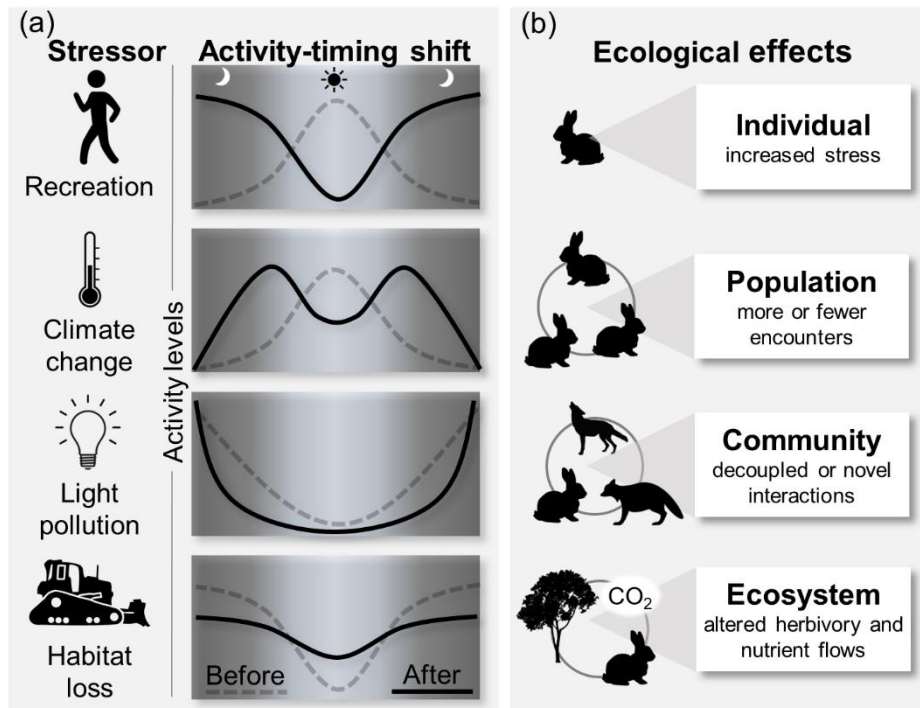 (a)
Stressor
Activity-timing shift
Recreation
Climate
change
Light
pollution
Habitat
loss
Activity levels
Before
After
(b)
Ecological effects
Individual
increased stress
Population
more or fewer
encounters
Community
decoupled or novel
interactions
CO₂
Ecosystem
altered herbivory and
nutrient flows